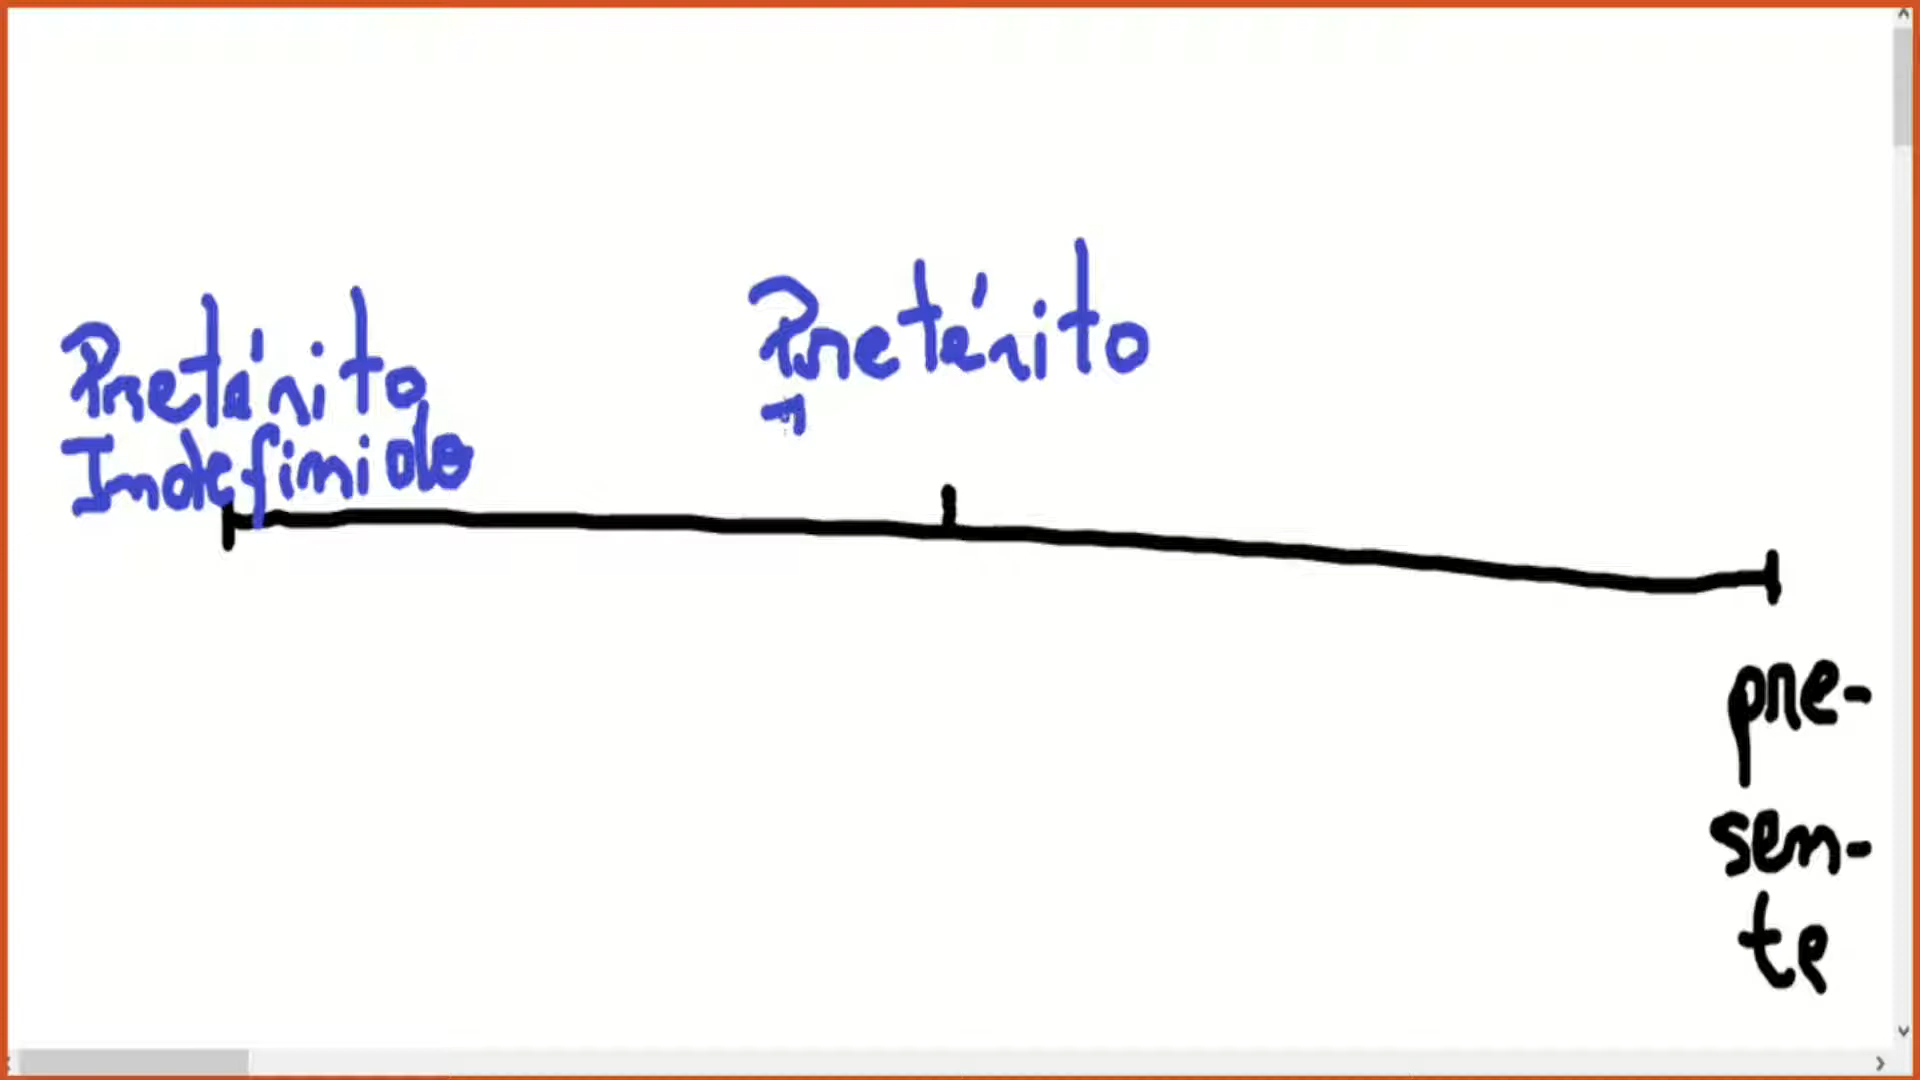 Pretérito
Indefinido
Pretérito
pre-
sen-
te